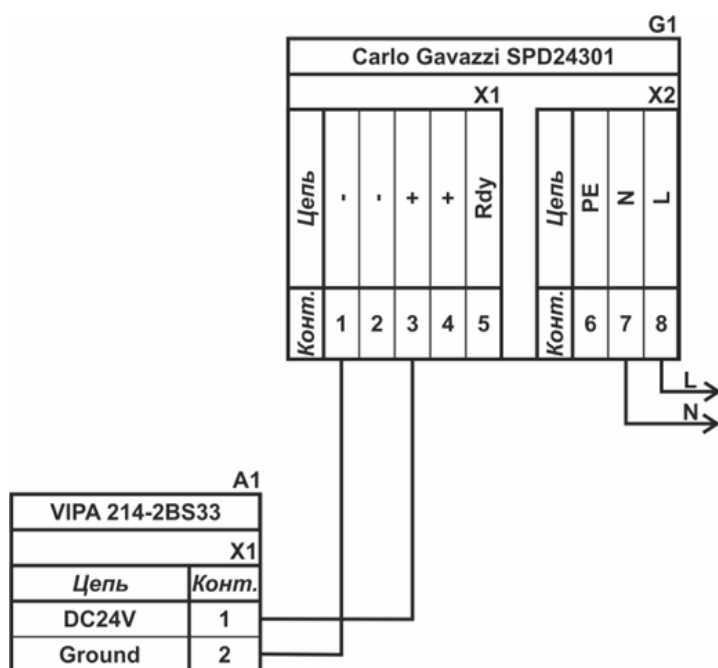 G1
Carlo Gavazzi SPD24301
X1 X2
Цепь - - + + Rdy Цепь PE N L
Конт. 1 2 3 4 5 Конт. 6 7 8
L
N
A1
VIPA 214-2BS33
X1
Цепь Конт.
DC24V 1
Ground 2